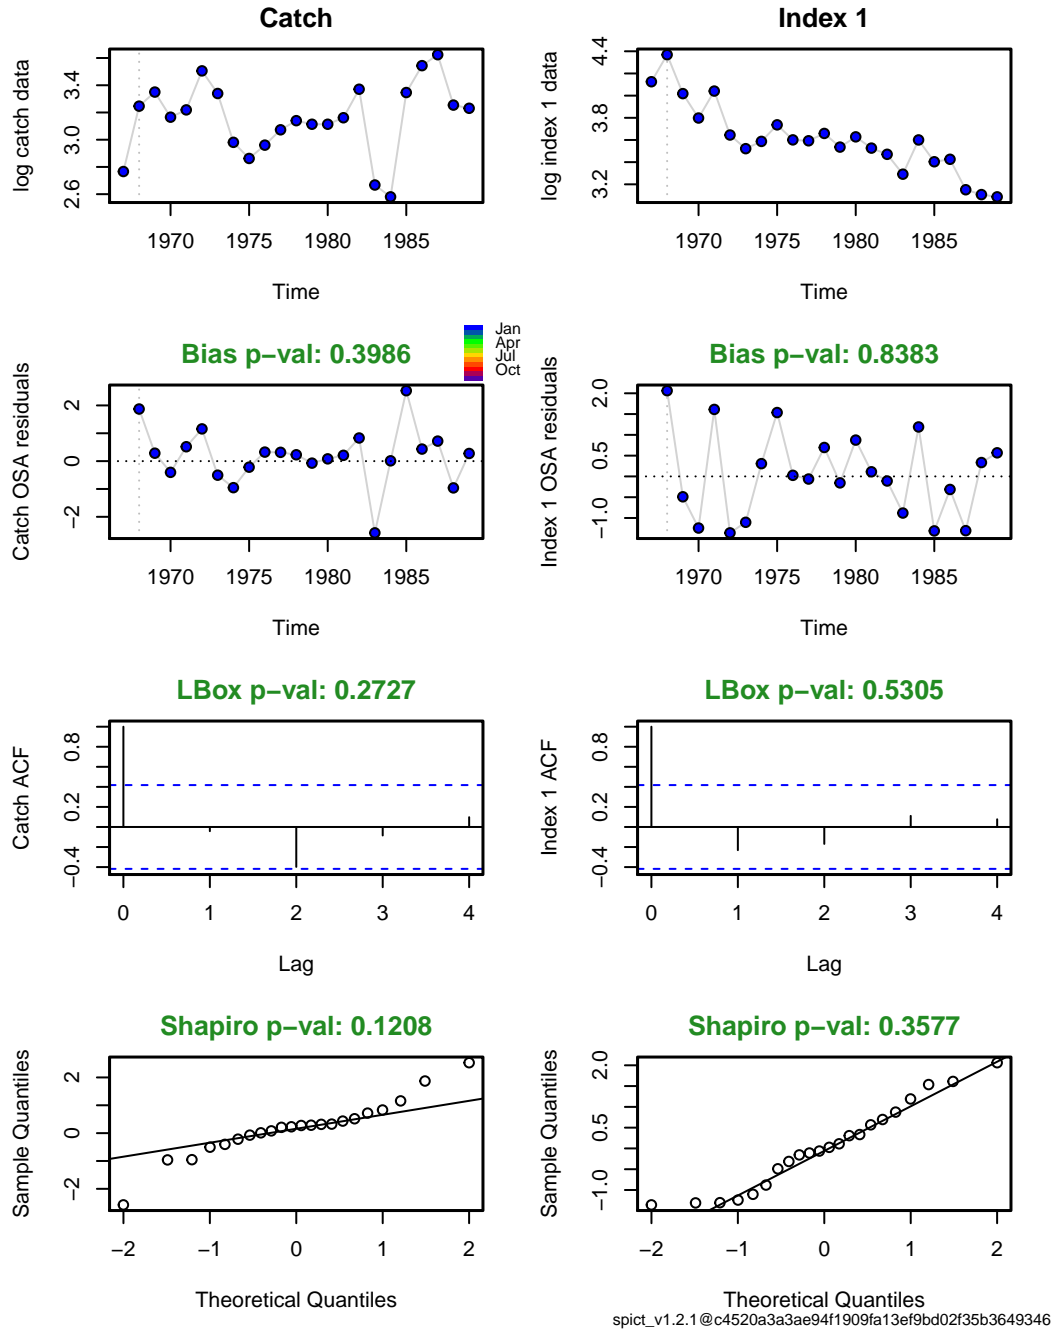 Catch
Index 1
log catch data
2.6 3.0 3.4
1970 1975 1980 1985
Time
log index 1 data
3.2 3.8 4.4
1970 1975 1980 1985
Time
Jan
Apr
Jul
Oct
Bias p−val: 0.3986
Bias p−val: 0.8383
Catch OSA residuals
−2 0 2
1970 1975 1980 1985
Time
Index 1 OSA residuals
−1.0 0.5 2.0
1970 1975 1980 1985
Time
LBox p−val: 0.2727
LBox p−val: 0.5305
Catch ACF
−0.4 0.2 0.8
0 1 2 3 4
Lag
Index 1 ACF
−0.4 0.2 0.8
0 1 2 3 4
Lag
Shapiro p−val: 0.1208
Shapiro p−val: 0.3577
Sample Quantiles
−2 0 2
−2 −1 0 1 2
Theoretical Quantiles
Sample Quantiles
−1.0 0.5 2.0
−2 −1 0 1 2
Theoretical Quantiles
spict_v1.2.1@c4520a3a3ae94f1909fa13ef9bd02f35b3649346